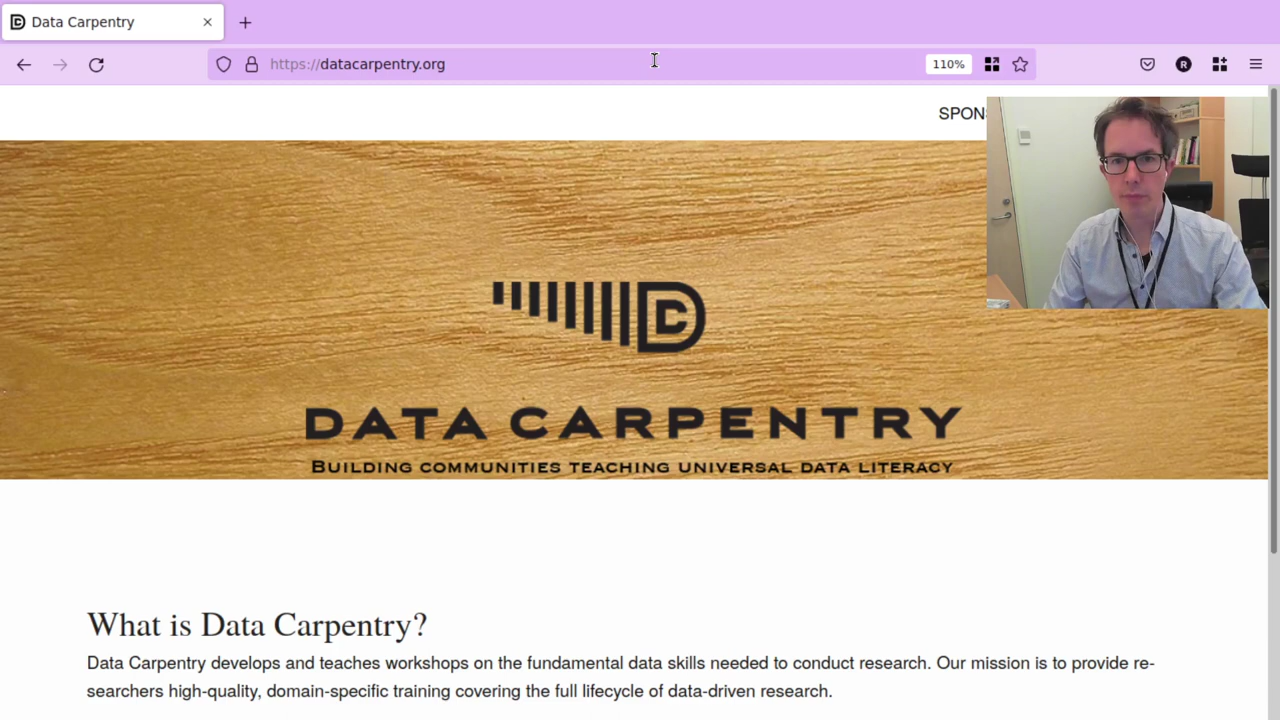 Data Carpentry
https://datacarpentry.org
110%
R
DC
DATA CARPENTRY
BUILDING COMMUNITIES TEACHING UNIVERSAL DATA LITERACY
What is Data Carpentry?
Data Carpentry develops and teaches workshops on the fundamental data skills needed to conduct research. Our mission is to provide re-
searchers high-quality, domain-specific training covering the full lifecycle of data-driven research.